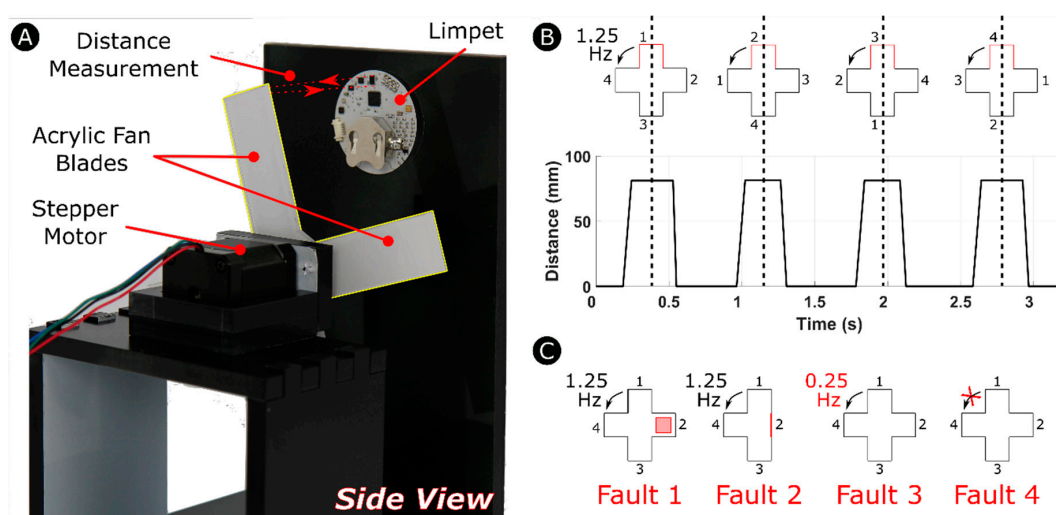 A
Distance
Measurement
Limpet
Acrylic Fan
Blades
Stepper
Motor
Side View
B
1.25
Hz
1
4
2
3
2
1
3
4
3
2
4
1
4
3
1
2
Distance (mm)
100
50
0
0
0.5
1
1.5
2
2.5
3
Time (s)
C
1.25
Hz
1
4
2
3
Fault 1
1.25
Hz
1
4
2
3
Fault 2
0.25
Hz
1
4
2
3
Fault 3
1
4
2
3
Fault 4